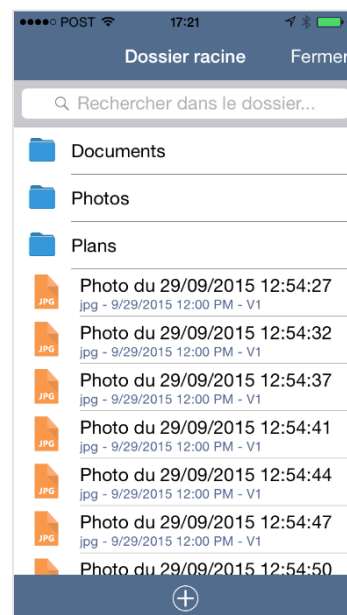 POST 17:21
Dossier racine Fermer
Rechercher dans le dossier...
Documents
Photos
Plans
Photo du 29/09/2015 12:54:27
JPG jpg - 9/29/2015 12:00 PM - V1
Photo du 29/09/2015 12:54:32
JPG jpg - 9/29/2015 12:00 PM - V1
Photo du 29/09/2015 12:54:37
JPG jpg - 9/29/2015 12:00 PM - V1
Photo du 29/09/2015 12:54:41
JPG jpg - 9/29/2015 12:00 PM - V1
Photo du 29/09/2015 12:54:44
JPG jpg - 9/29/2015 12:00 PM - V1
Photo du 29/09/2015 12:54:47
JPG jpg - 9/29/2015 12:00 PM - V1
Photo du 29/09/2015 12:54:50